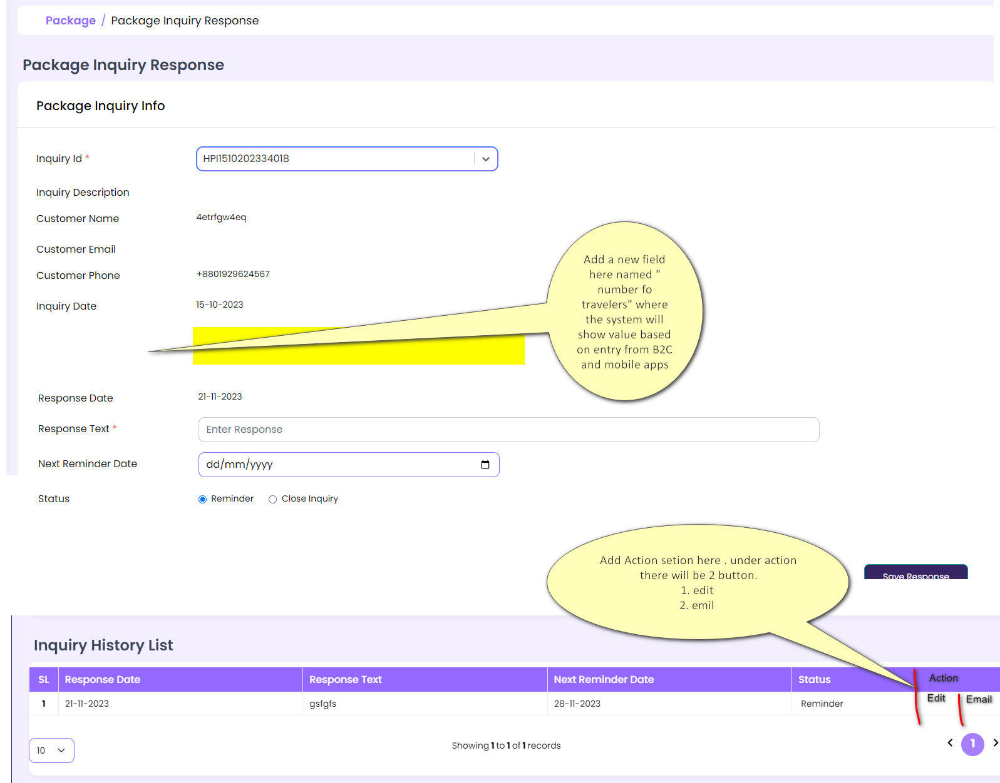 Package / Package Inquiry Response
Package Inquiry Response
Package Inquiry Info
Inquiry Id * HPI1510202334018
Inquiry Description
Customer Name 4etrfgw4eq
Customer Email
Customer Phone +8801929624567
Inquiry Date 15-10-2023
Add a new field
here named "
number fo
travelers" where
the system will
show value based
on entry from B2C
and mobile apps
Response Date 21-11-2023
Response Text * Enter Response
Next Reminder Date dd/mm/yyyy
Status Reminder Close Inquiry
Add Action setion here . under action
there will be 2 button.
1. edit
2. emil
Save Response
Inquiry History List
SL Response Date Response Text Next Reminder Date Status Action
1 21-11-2023 gsfgfs 28-11-2023 Reminder Edit Email
10 Showing 1 to 1 of 1 records 1